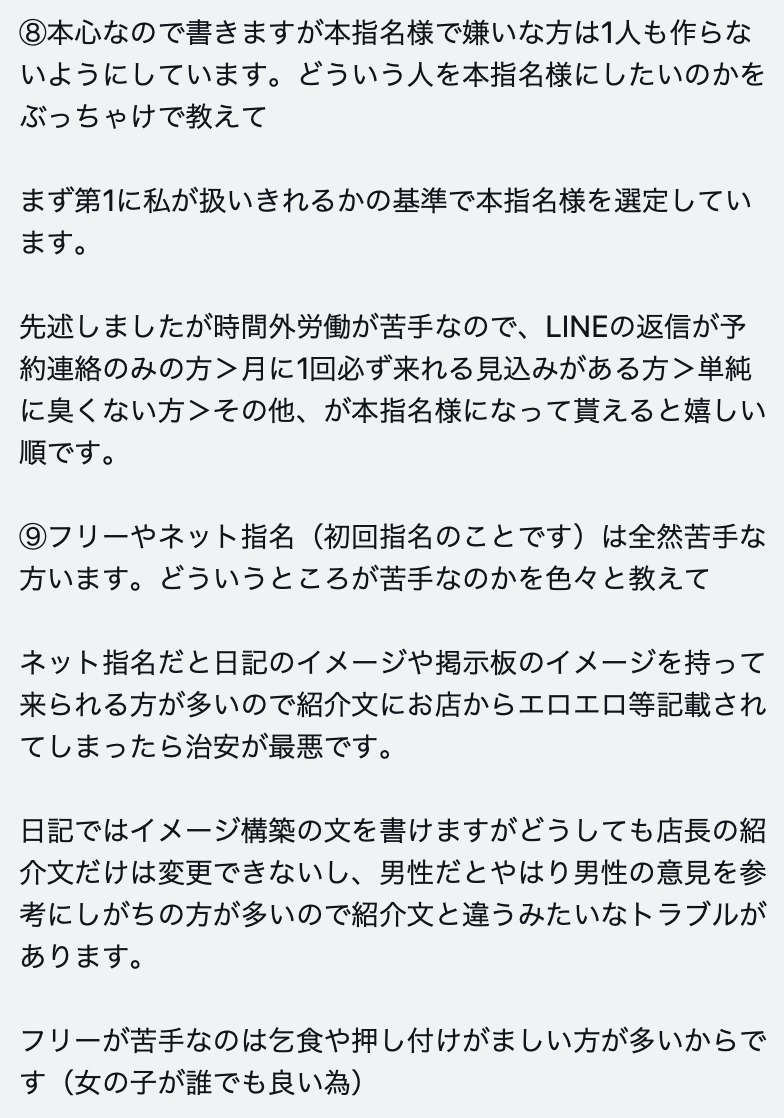 ⑧本心なので書きますが本指名様で嫌いな方は1人も作らな
いようにしています。どういう人を本指名様にしたいのかを
ぶっちゃけで教えて
まず第1に私が扱いきれるかの基準で本指名様を選定してい
ます。
先述しましたが時間外労働が苦手なので、LINEの返信が予
約連絡のみの方＞月に1回必ず来れる見込みがある方＞単純
に臭くない方＞その他、が本指名様になって貰えると嬉しい
順です。
⑨フリーやネット指名（初回指名のことです）は全然苦手な
方います。どういうところが苦手なのかを色々と教えて
ネット指名だと日記のイメージや掲示板のイメージを持って
来られる方が多いので紹介文にお店からエロエロ等記載され
てしまったら治安が最悪です。
日記ではイメージ構築の文を書けますがどうしても店長の紹
介文だけは変更できないし、男性だとやはり男性の意見を参
考にしがちの方が多いので紹介文と違うみたいなトラブルが
あります。
フリーが苦手なのは乞食や押し付けがましい方が多いからで
す（女の子が誰でも良い為）